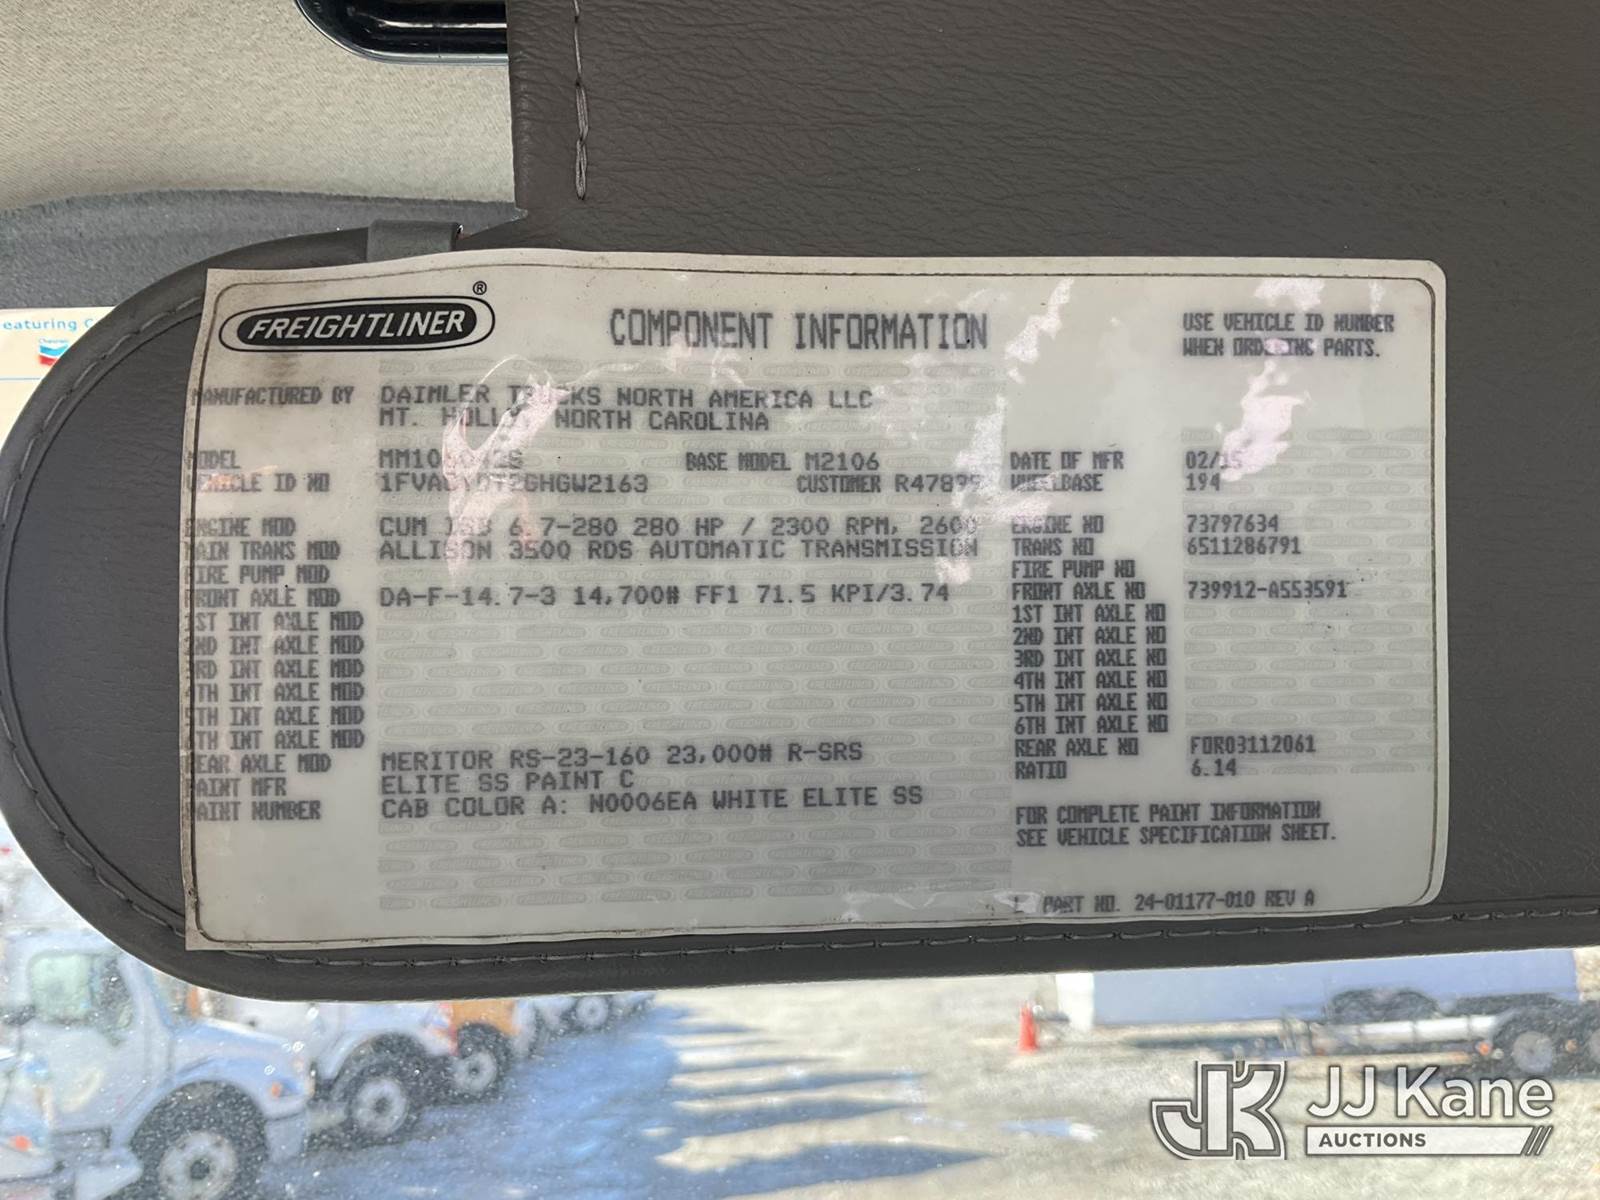 eaturing
Chevron
FREIGHTLINER ®
COMPONENT INFORMATION
USE VEHICLE ID NUMBER
WHEN ORDERING PARTS.
MANUFACTURED BY DAIMLER TRUCKS NORTH AMERICA LLC
MT. HOLLY, NORTH CAROLINA
MODEL BASE MODEL M2106 DATE OF MFR
VEHICLE ID NO CUSTOMER WHEELBASE 194
ENGINE MOD CUM ISB 6.7-280 280 HP / 2300 RPM, 2600 ENGINE NO 73797634
MAIN TRANS MOD ALLISON 3500 RDS AUTOMATIC TRANSMISSION TRANS NO 6511286791
FIRE PUMP MOD FIRE PUMP NO
FRONT AXLE MOD DA-F-14.7-3 14,700# FF1 71.5 KPI/3.74 FRONT AXLE NO 739912-A553591
1ST INT AXLE MOD 1ST INT AXLE NO
2ND INT AXLE MOD 2ND INT AXLE NO
3RD INT AXLE MOD 3RD INT AXLE NO
4TH INT AXLE MOD 4TH INT AXLE NO
5TH INT AXLE MOD 5TH INT AXLE NO
6TH INT AXLE MOD 6TH INT AXLE NO
REAR AXLE MOD MERITOR RS-23-160 23,000# R-SRS REAR AXLE NO FOR03112061
PAINT MFR ELITE SS PAINT C RATIO 6.14
PAINT NUMBER CAB COLOR A: N0006EA WHITE ELITE SS
FOR COMPLETE PAINT INFORMATION
SEE VEHICLE SPECIFICATION SHEET.
PART NO. 24-01177-010 REV A
JK JJ Kane
AUCTIONS